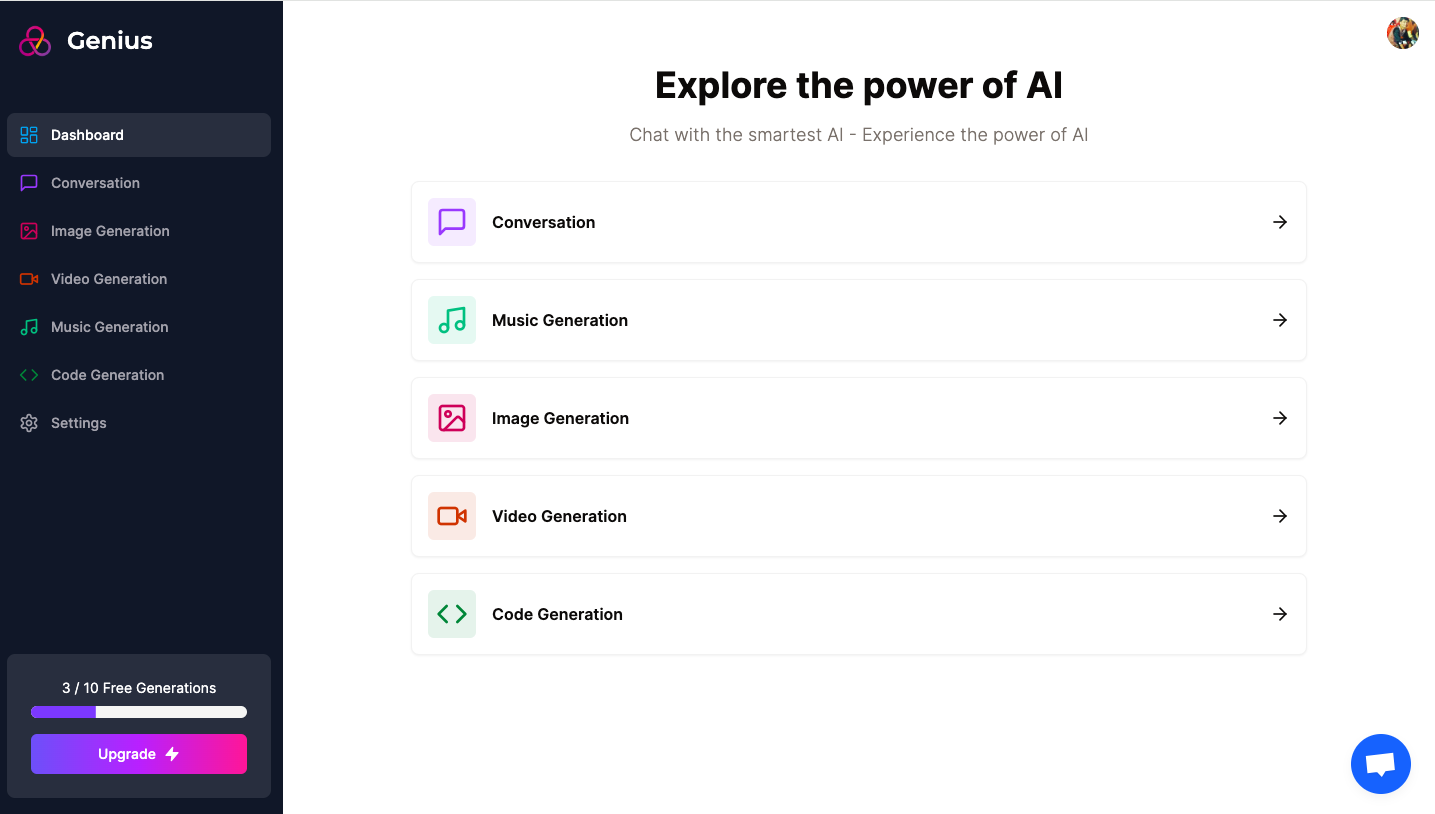 Genius
Dashboard
Conversation
Image Generation
Video Generation
Music Generation
Code Generation
Settings
3 / 10 Free Generations
Upgrade
Explore the power of AI
Chat with the smartest AI - Experience the power of AI
Conversation
Music Generation
Image Generation
Video Generation
Code Generation